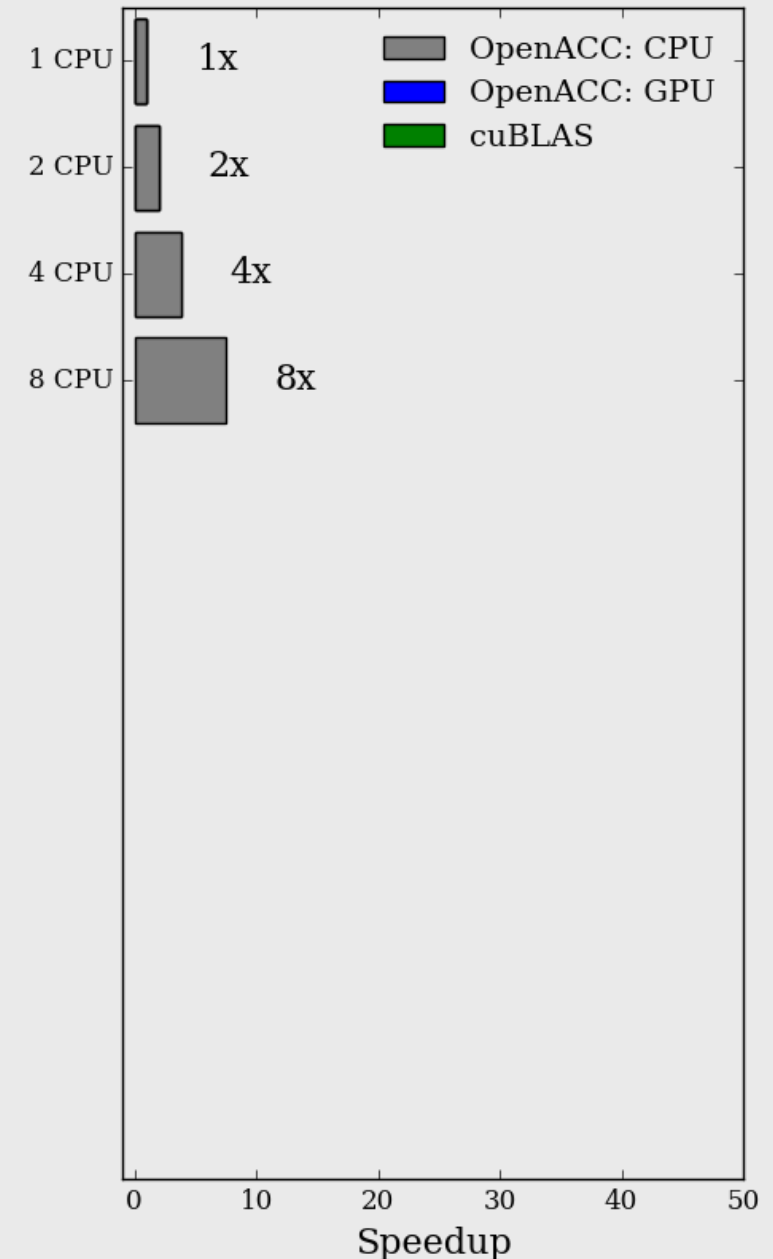 1 CPU 1x
2 CPU 2x
4 CPU 4x
8 CPU 8x
OpenACC: CPU
OpenACC: GPU
cuBLAS
0 10 20 30 40 50
Speedup